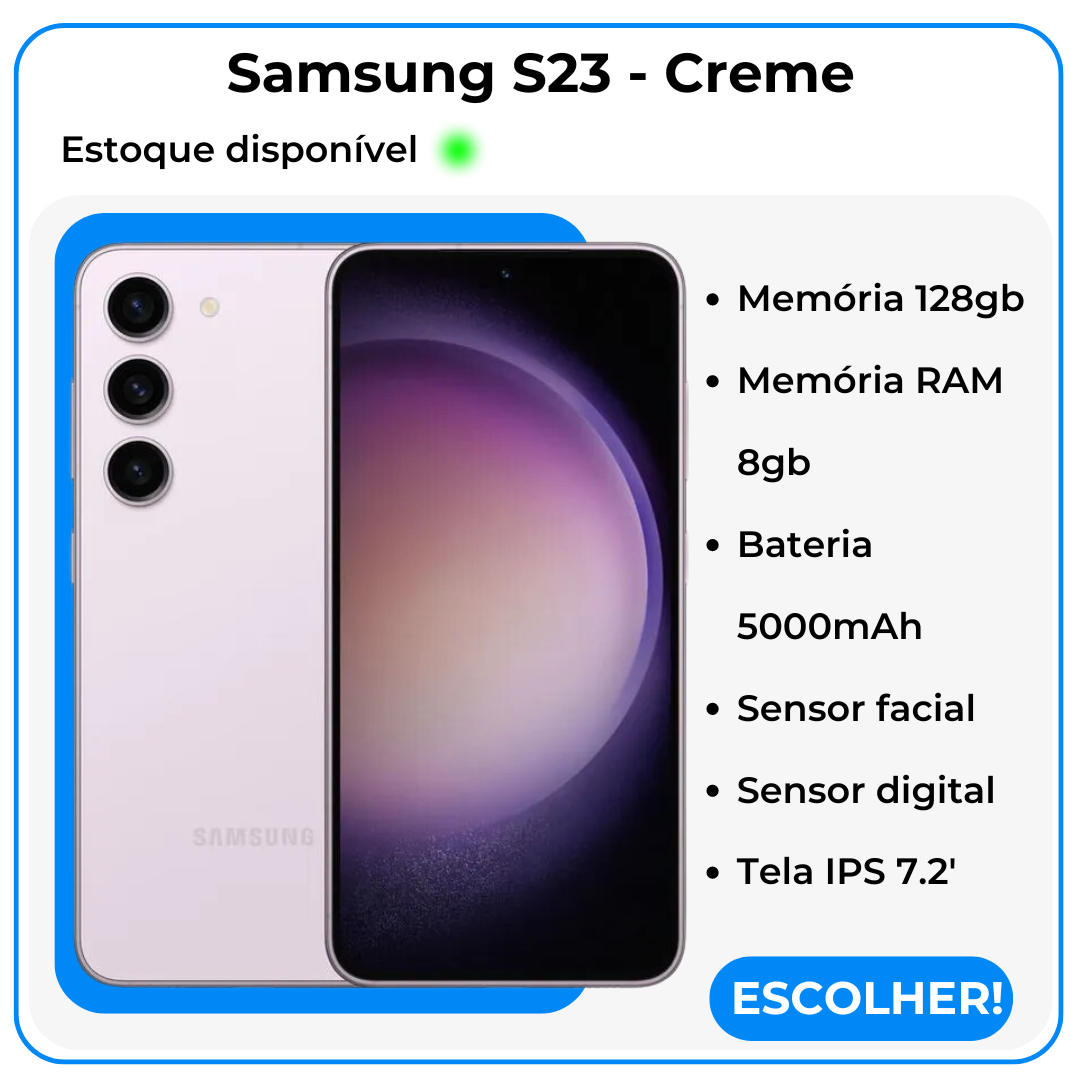 Samsung S23 - Creme
Estoque disponível
SAMSUNG
• Memória 128gb
• Memória RAM
8gb
• Bateria
5000mAh
• Sensor facial
• Sensor digital
• Tela IPS 7.2'
ESCOLHER!